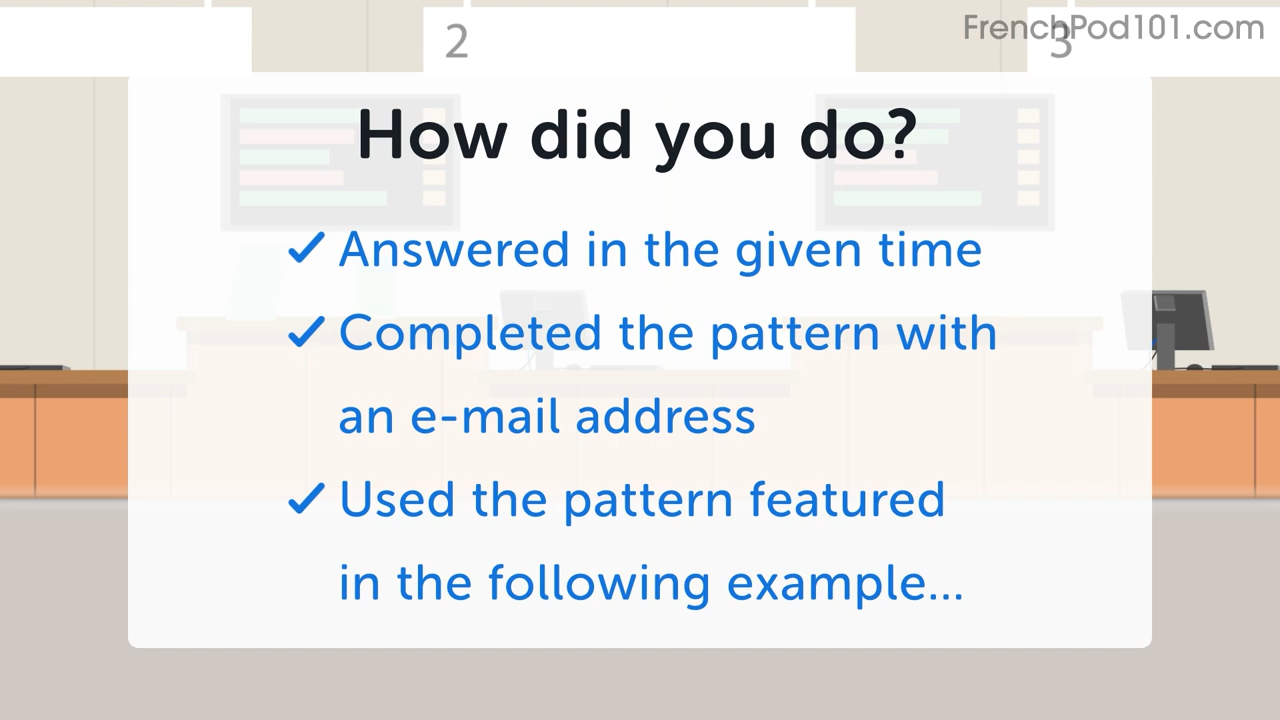 2
3
FrenchPod101.com
How did you do?
✓ Answered in the given time
✓ Completed the pattern with
an e-mail address
✓ Used the pattern featured
in the following example...